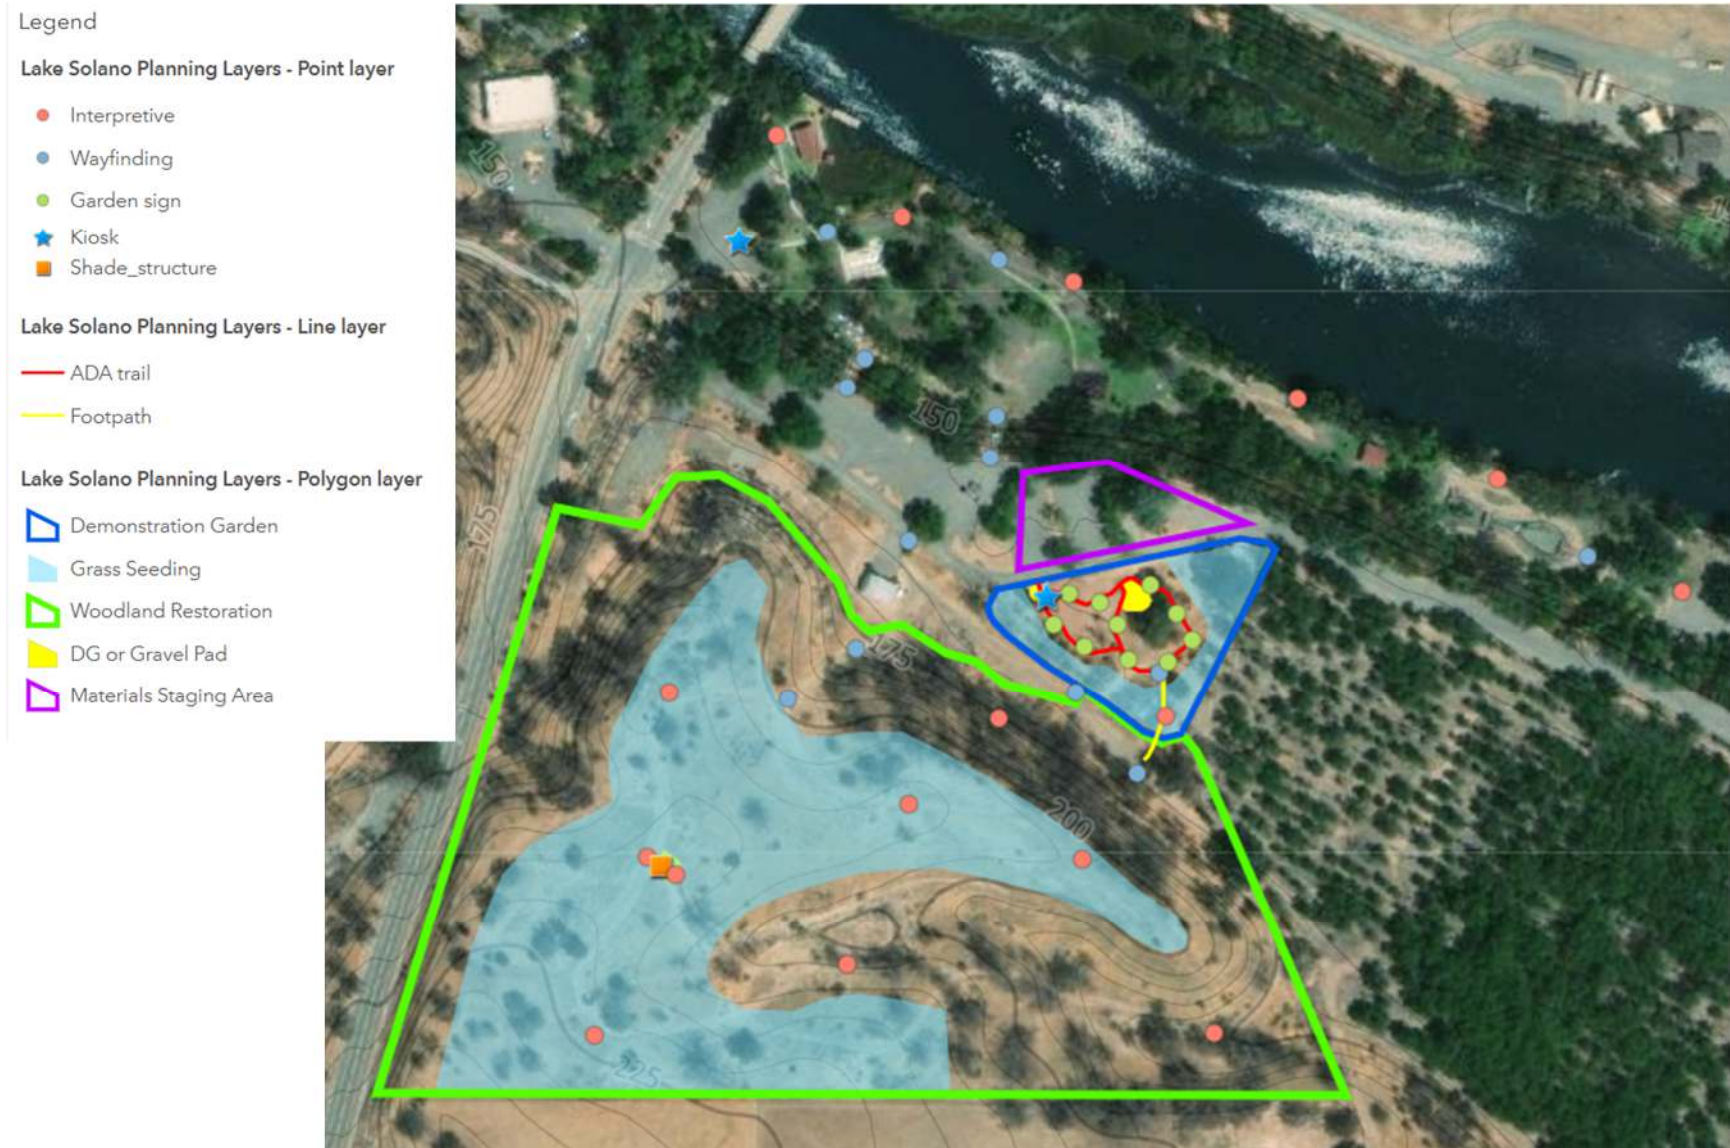 Legend
Lake Solano Planning Layers - Point layer
Interpretive
Wayfinding
Garden sign
Kiosk
Shade_structure
Lake Solano Planning Layers - Line layer
ADA trail
Footpath
Lake Solano Planning Layers - Polygon layer
Demonstration Garden
Grass Seeding
Woodland Restoration
DG or Gravel Pad
Materials Staging Area
150
150
175
175
200
225